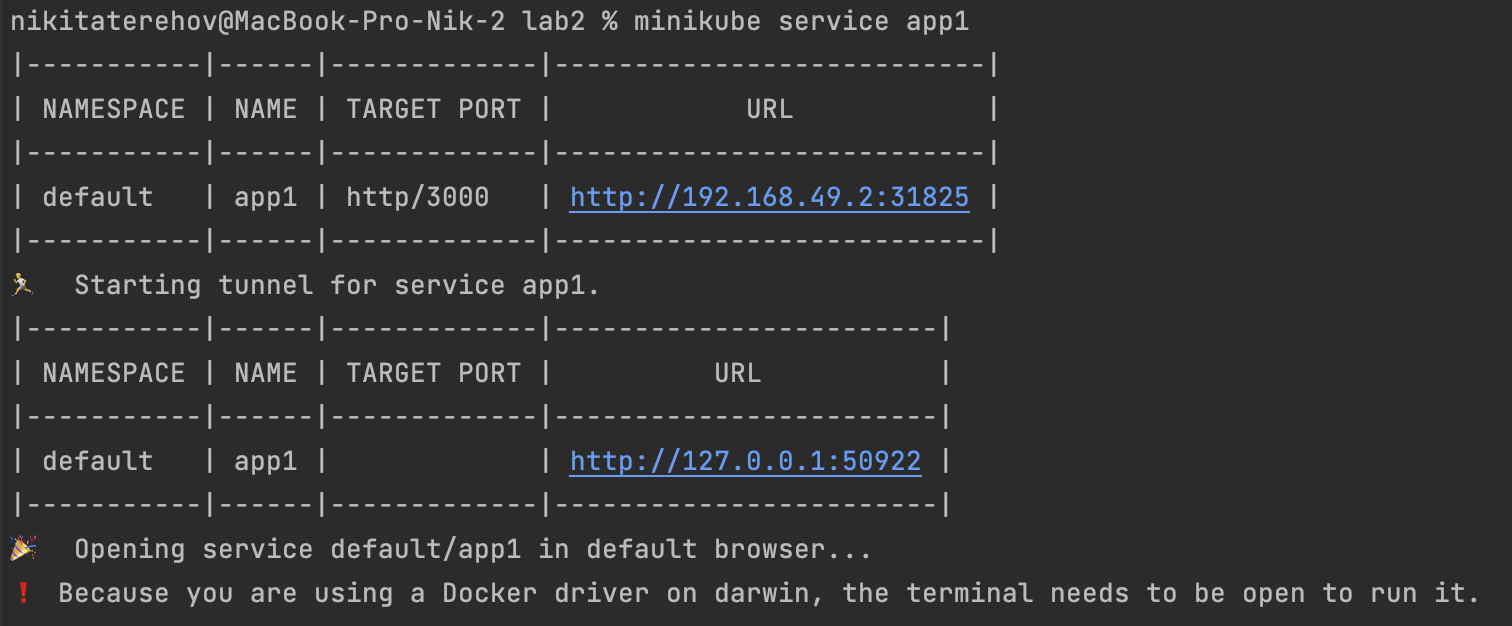 nikitaterehov@MacBook-Pro-Nik-2 lab2 % minikube service app1
|-----------|------|-------------|---------------------------|
| NAMESPACE | NAME | TARGET PORT |            URL            |
|-----------|------|-------------|---------------------------|
| default   | app1 | http/3000   | http://192.168.49.2:31825 |
|-----------|------|-------------|---------------------------|
🏃  Starting tunnel for service app1.
|-----------|------|-------------|------------------------|
| NAMESPACE | NAME | TARGET PORT |          URL           |
|-----------|------|-------------|------------------------|
| default   | app1 |             | http://127.0.0.1:50922 |
|-----------|------|-------------|------------------------|
🎉  Opening service default/app1 in default browser...
❗  Because you are using a Docker driver on darwin, the terminal needs to be open to run it.